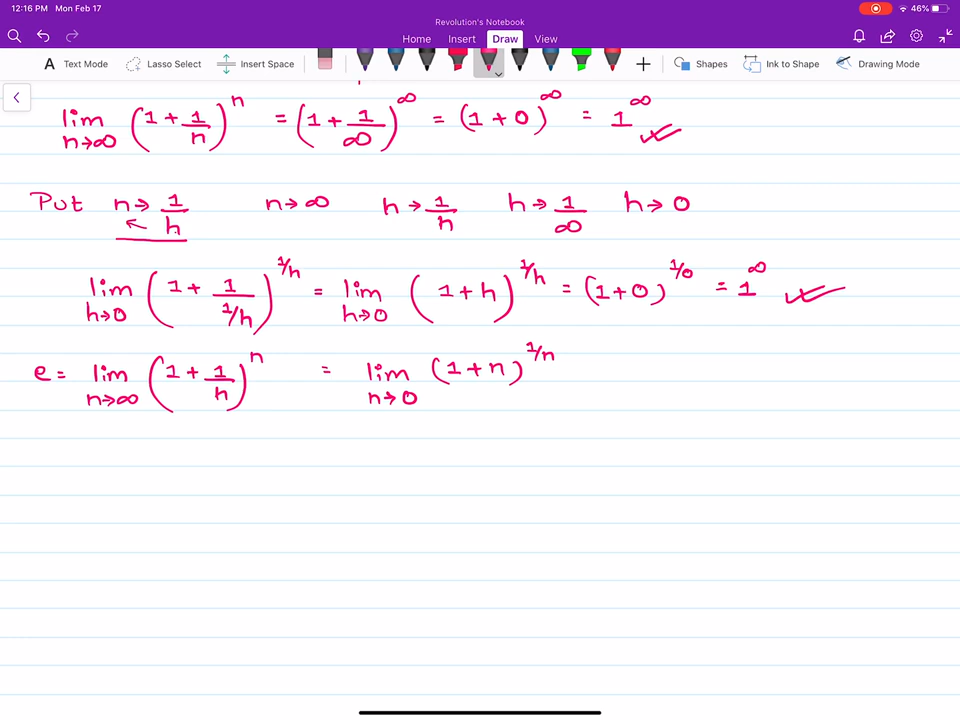 12:16 PM Mon Feb 17
46%
Revolution's Notebook
Home Insert Draw View
A Text Mode Lasso Select Insert Space Shapes Ink to Shape Drawing Mode
lim n→∞ (1 + 1/n)^n = (1 + 1/∞)^∞ = (1 + 0)^∞ = 1^∞
Put n→ 1/h n→∞ h→ 1/n h→ 1/∞ h→ 0
lim h→0 (1 + 1/(1/h))^(1/h) = lim h→0 (1 + h)^(1/h) = (1+0)^(1/0) = 1^∞
e = lim n→∞ (1 + 1/n)^n = lim n→0 (1 + n)^(1/n)